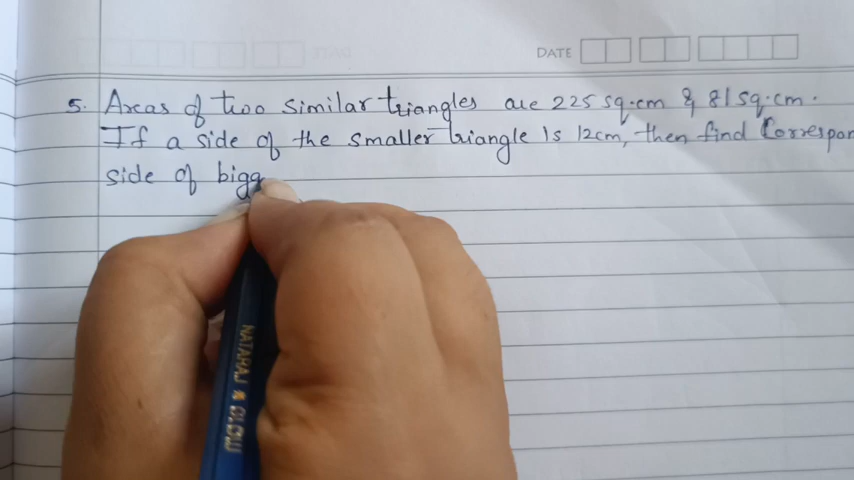 DATE
5. Areas of two similar triangles are 225 sq.cm & 81 sq.cm.
If a side of the smaller triangle is 12cm, then find Correspon
side of bigg
NATARAJ